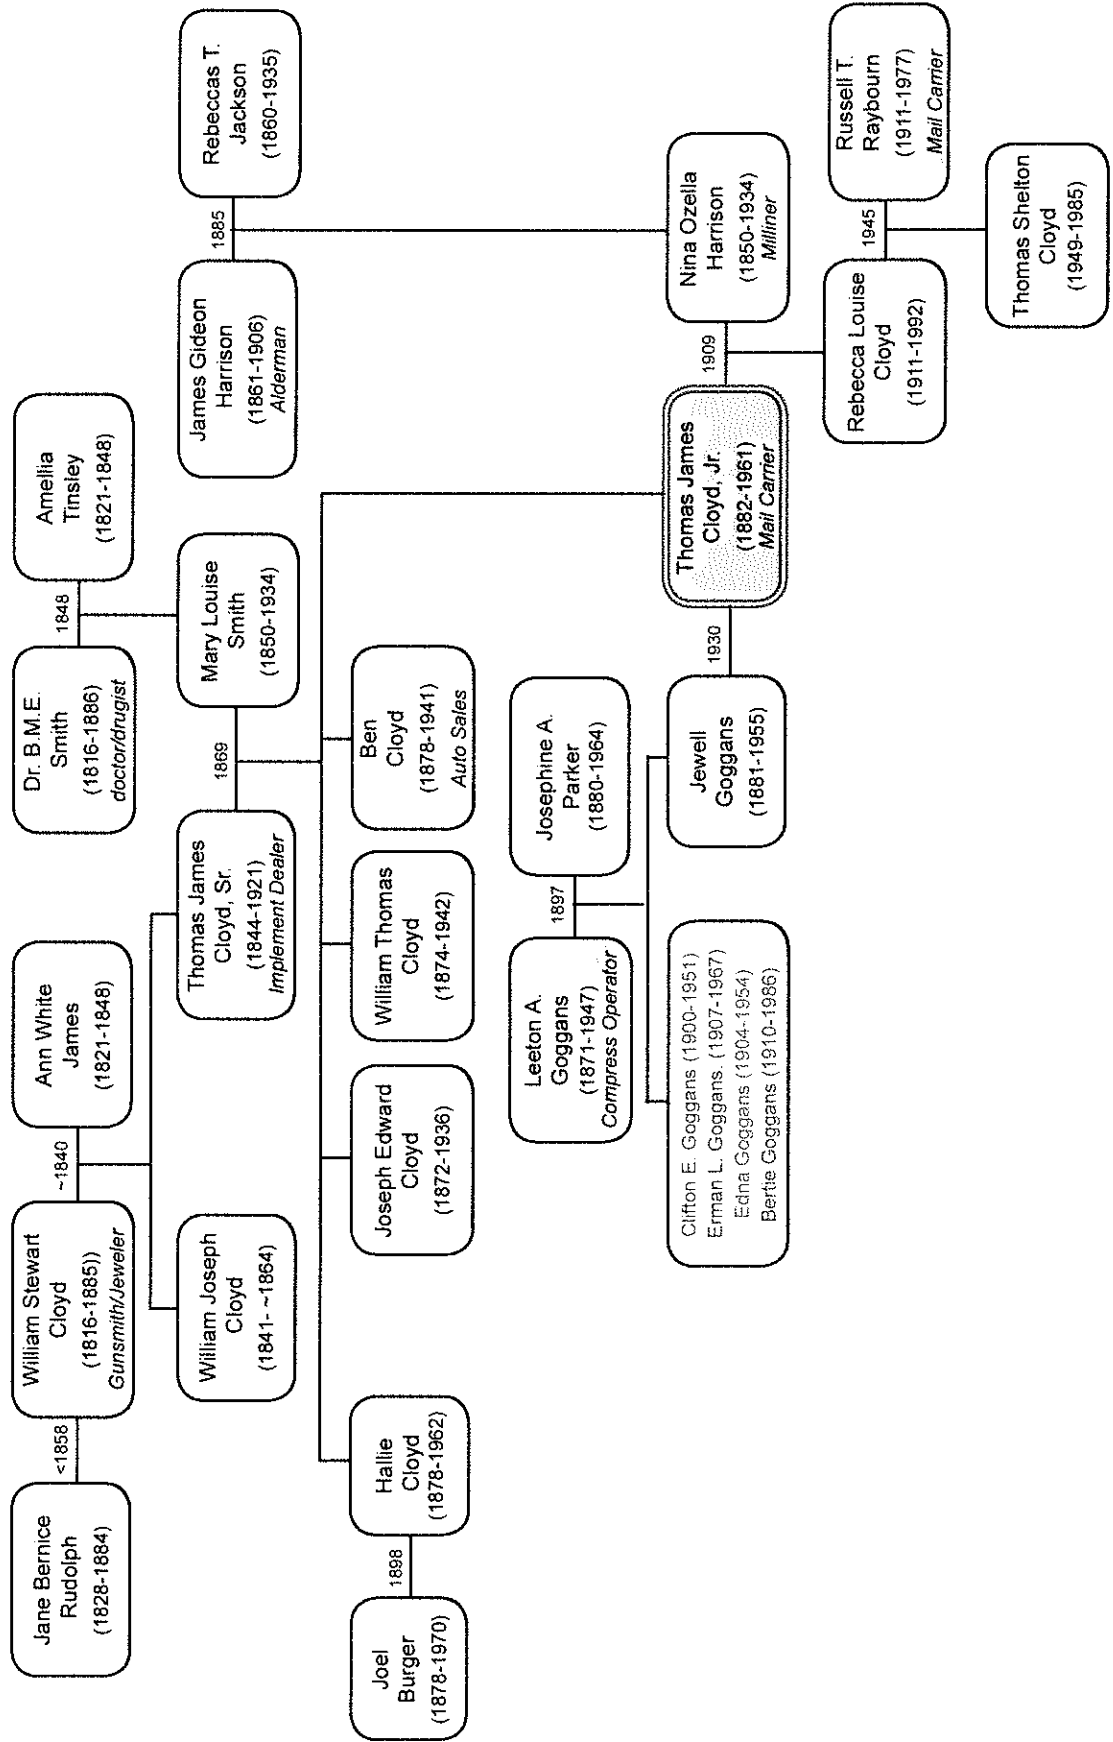 Jane Bernice
Rudolph
(1828-1884)
<1858
William Stewart
Cloyd
(1816-1885))
Gunsmith/Jeweler
~1840
Ann White
James
(1821-1848)
Dr. B.M.E.
Smith
(1816-1886)
doctor/drugist
1848
Amellia
Tinsley
(1821-1848)
William Joseph
Cloyd
(1841- ~1864)
Thomas James
Cloyd, Sr.
(1844-1921)
Implement Dealer
1869
Mary Louise
Smith
(1850-1934)
James Gideon
Harrison
(1861-1906)
Alderman
1885
Rebeccas T.
Jackson
(1860-1935)
Joel
Burger
(1878-1970)
1898
Hallie
Cloyd
(1878-1962)
Joseph Edward
Cloyd
(1872-1936)
William Thomas
Cloyd
(1874-1942)
Ben
Cloyd
(1878-1941)
Auto Sales
Leeton A.
Goggans
(1871-1947)
Compress Operator
1897
Josephine A.
Parker
(1880-1964)
Clifton E. Goggans (1900-1951)
Erman L. Goggans. (1907-1967)
Edna Goggans (1904-1954)
Bertie Goggans (1910-1986)
Jewell
Goggans
(1881-1955)
1930
Thomas James
Cloyd, Jr.
(1882-1961)
Mail Carrier
1909
Nina Ozella
Harrison
(1850-1934)
Milliner
Rebecca Louise
Cloyd
(1911-1992)
1945
Russell T.
Raybourn
(1911-1977)
Mail Carrier
Thomas Shelton
Cloyd
(1949-1985)